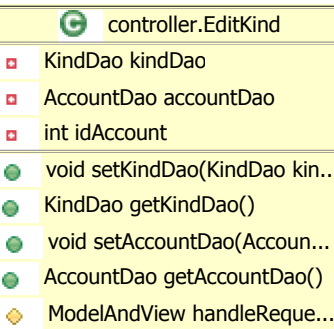 controller.EditKind
KindDao kindDao
AccountDao accountDao
int idAccount
void setKindDao(KindDao kin...
KindDao getKindDao()
void setAccountDao(Accoun...
AccountDao getAccountDao()
ModelAndView handleReque...